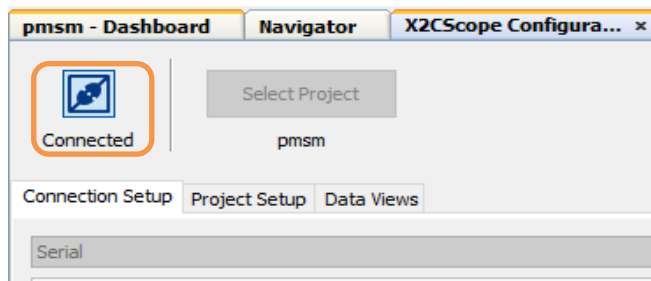 pmsm - Dashboard Navigator X2CScope Configura... ×
Select Project
Connected pmsm
Connection Setup Project Setup Data Views
Serial